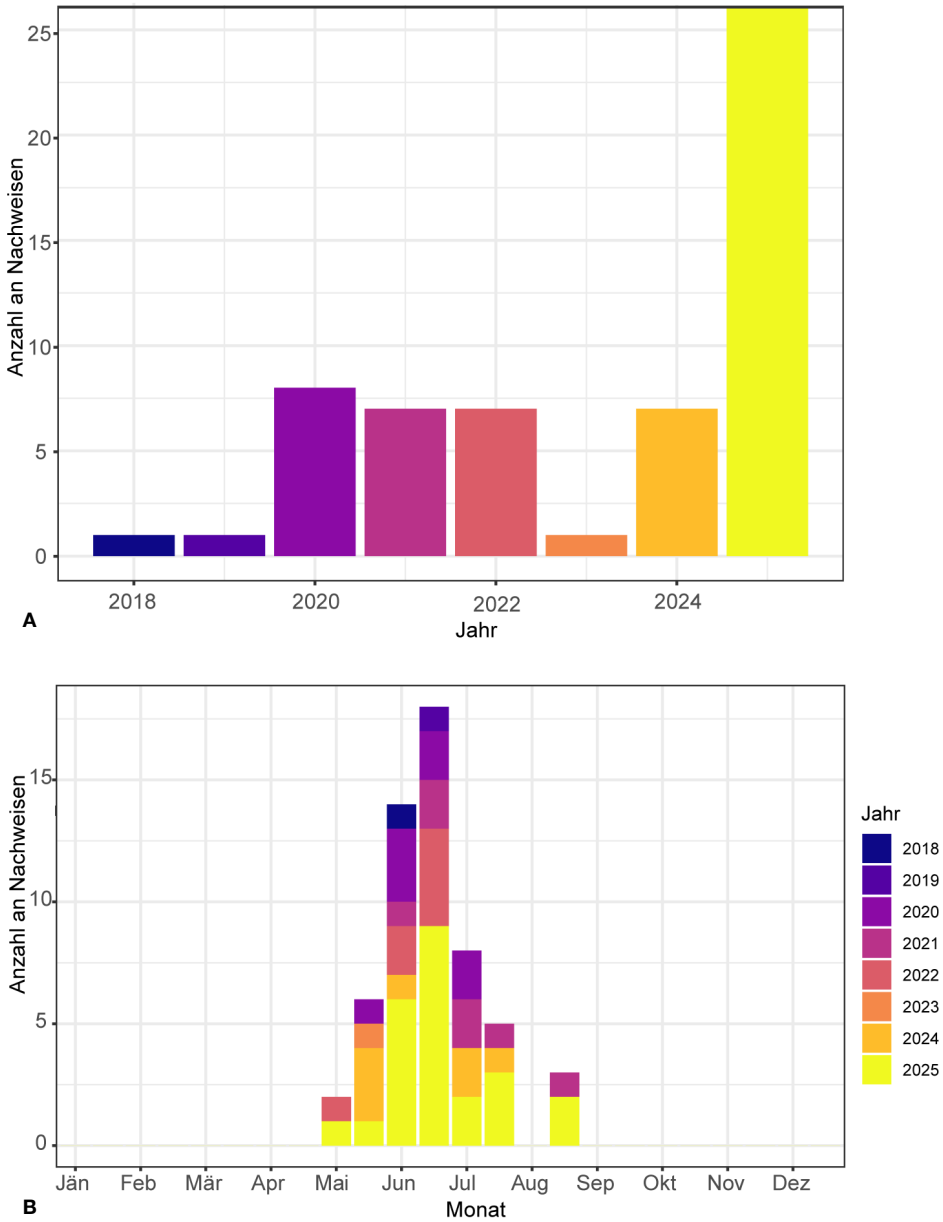 25
20
15
10
5
0
Anzahl an Nachweisen
2018 2020 2022 2024
Jahr
A
15
10
5
0
Anzahl an Nachweisen
Jän Feb Mär Apr Mai Jun Jul Aug Sep Okt Nov Dez
Monat
B
Jahr
2018
2019
2020
2021
2022
2023
2024
2025